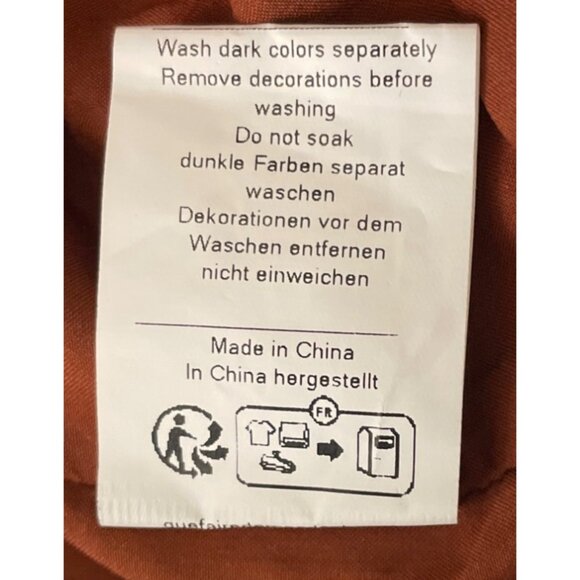 Wash dark colors separately
Remove decorations before
washing
Do not soak
dunkle Farben separat
waschen
Dekorationen vor dem
Waschen entfernen
nicht einweichen
Made in China
In China hergestellt
FR